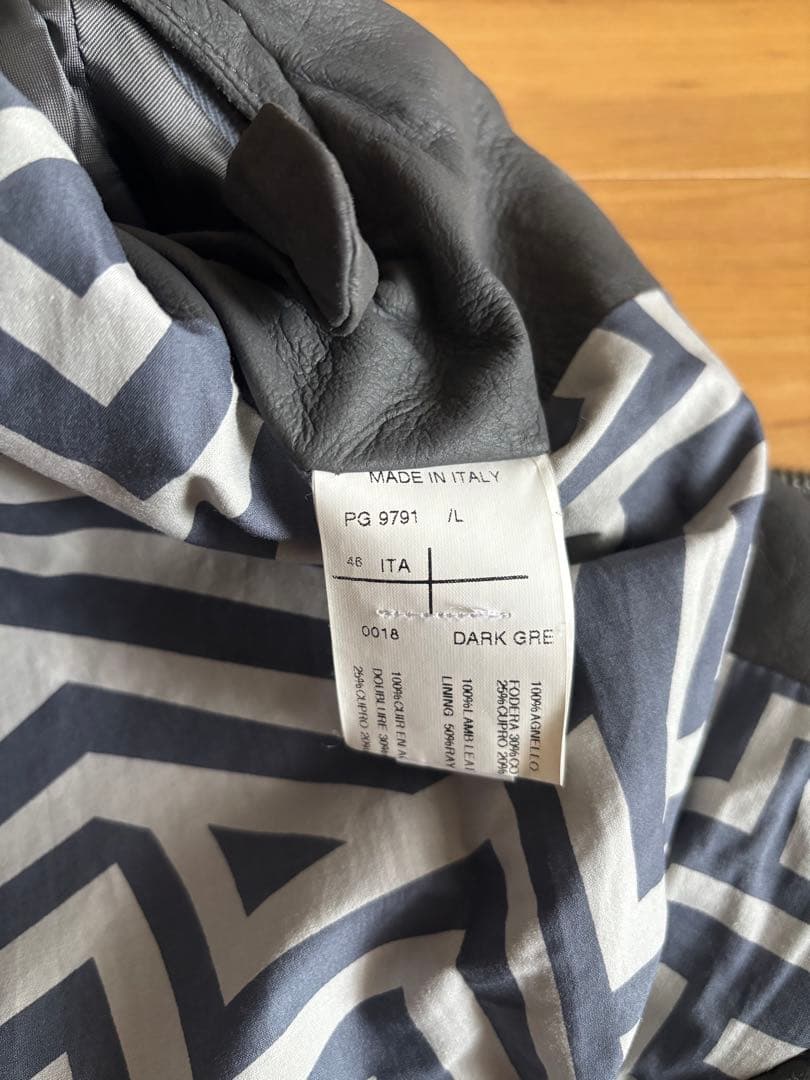 MADE IN ITALY
PG 9791 /L
46 ITA
0018 DARK GRE
100%AGNELLO
FODERA 30%CO
25%CUPRO 20%
100%LAMB LEA
LINING 50%RAY
100%CUIR EN A
DOUBLURE 30%
25%CUPRO 20%